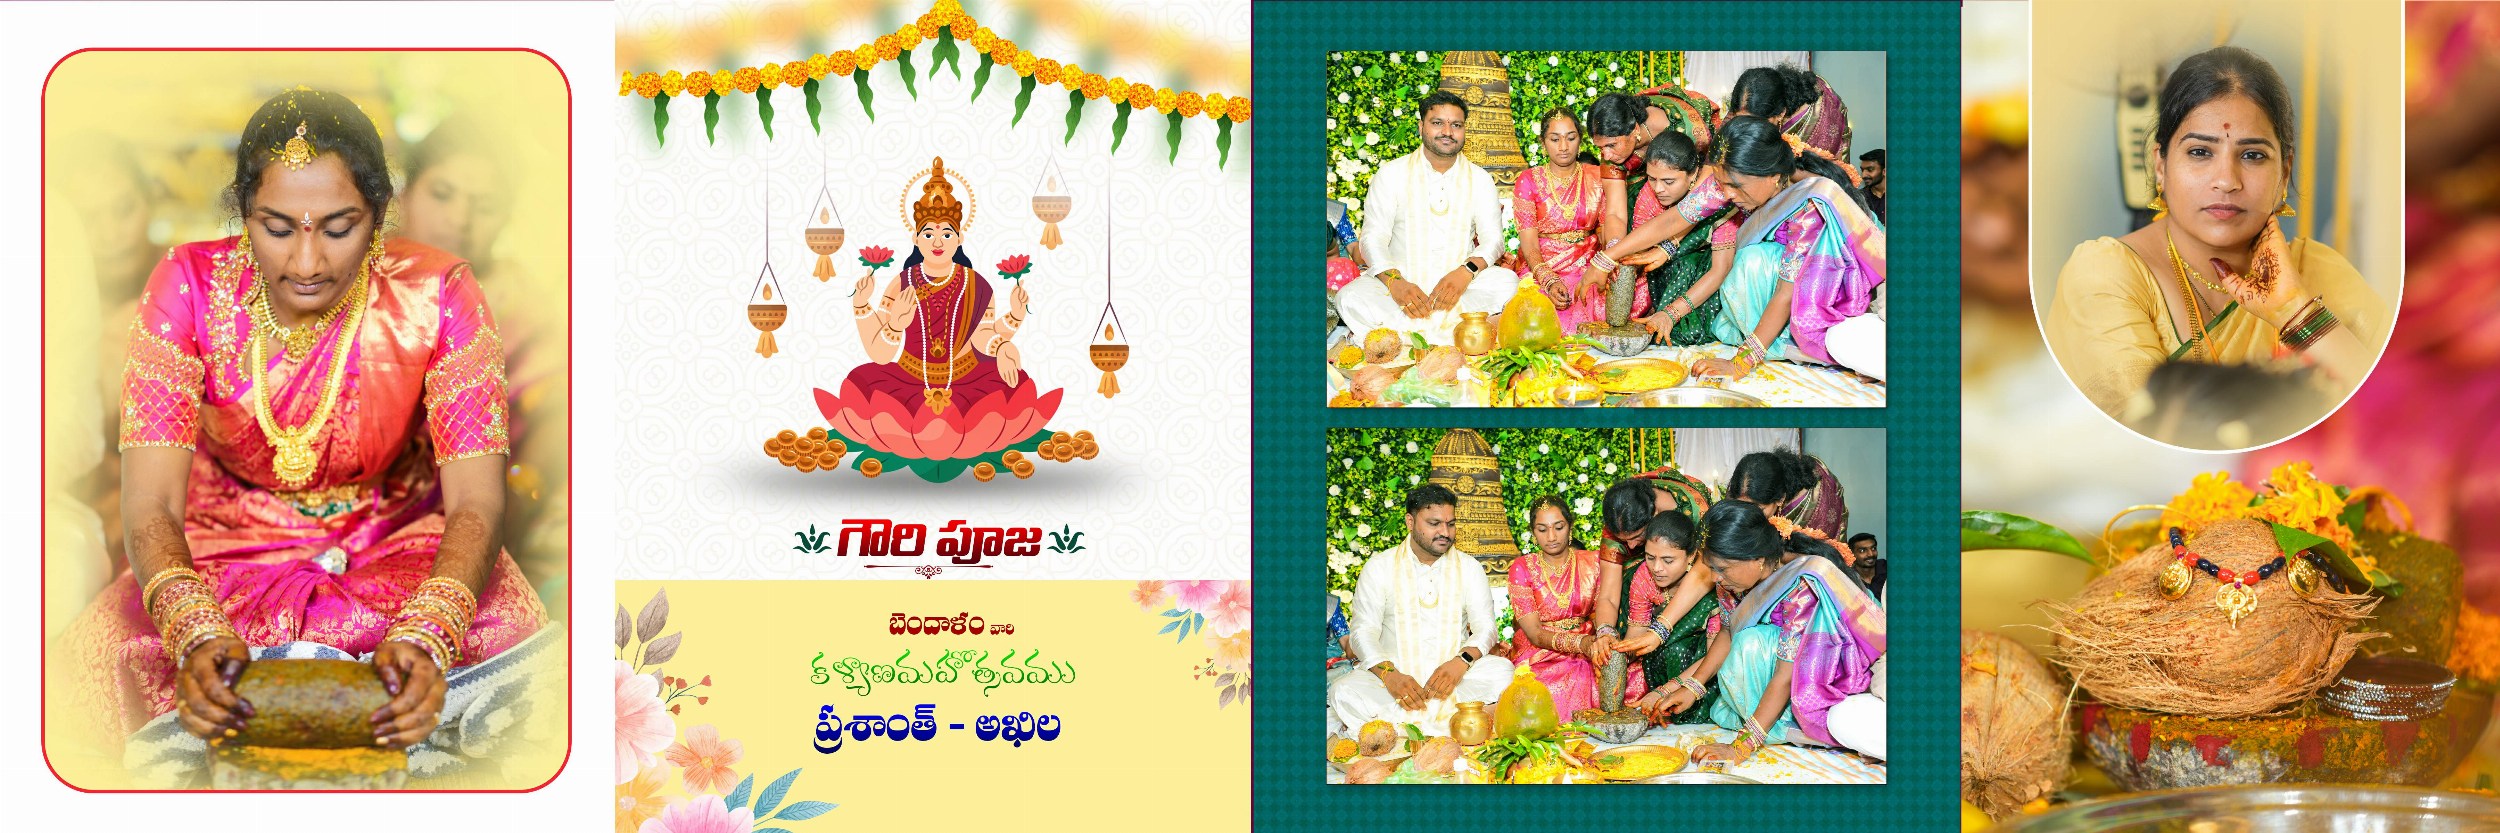 గౌరి పూజ
బెందాళం వారి
కళ్యాణమహోత్సవము
ప్రశాంత్ - అఖిల